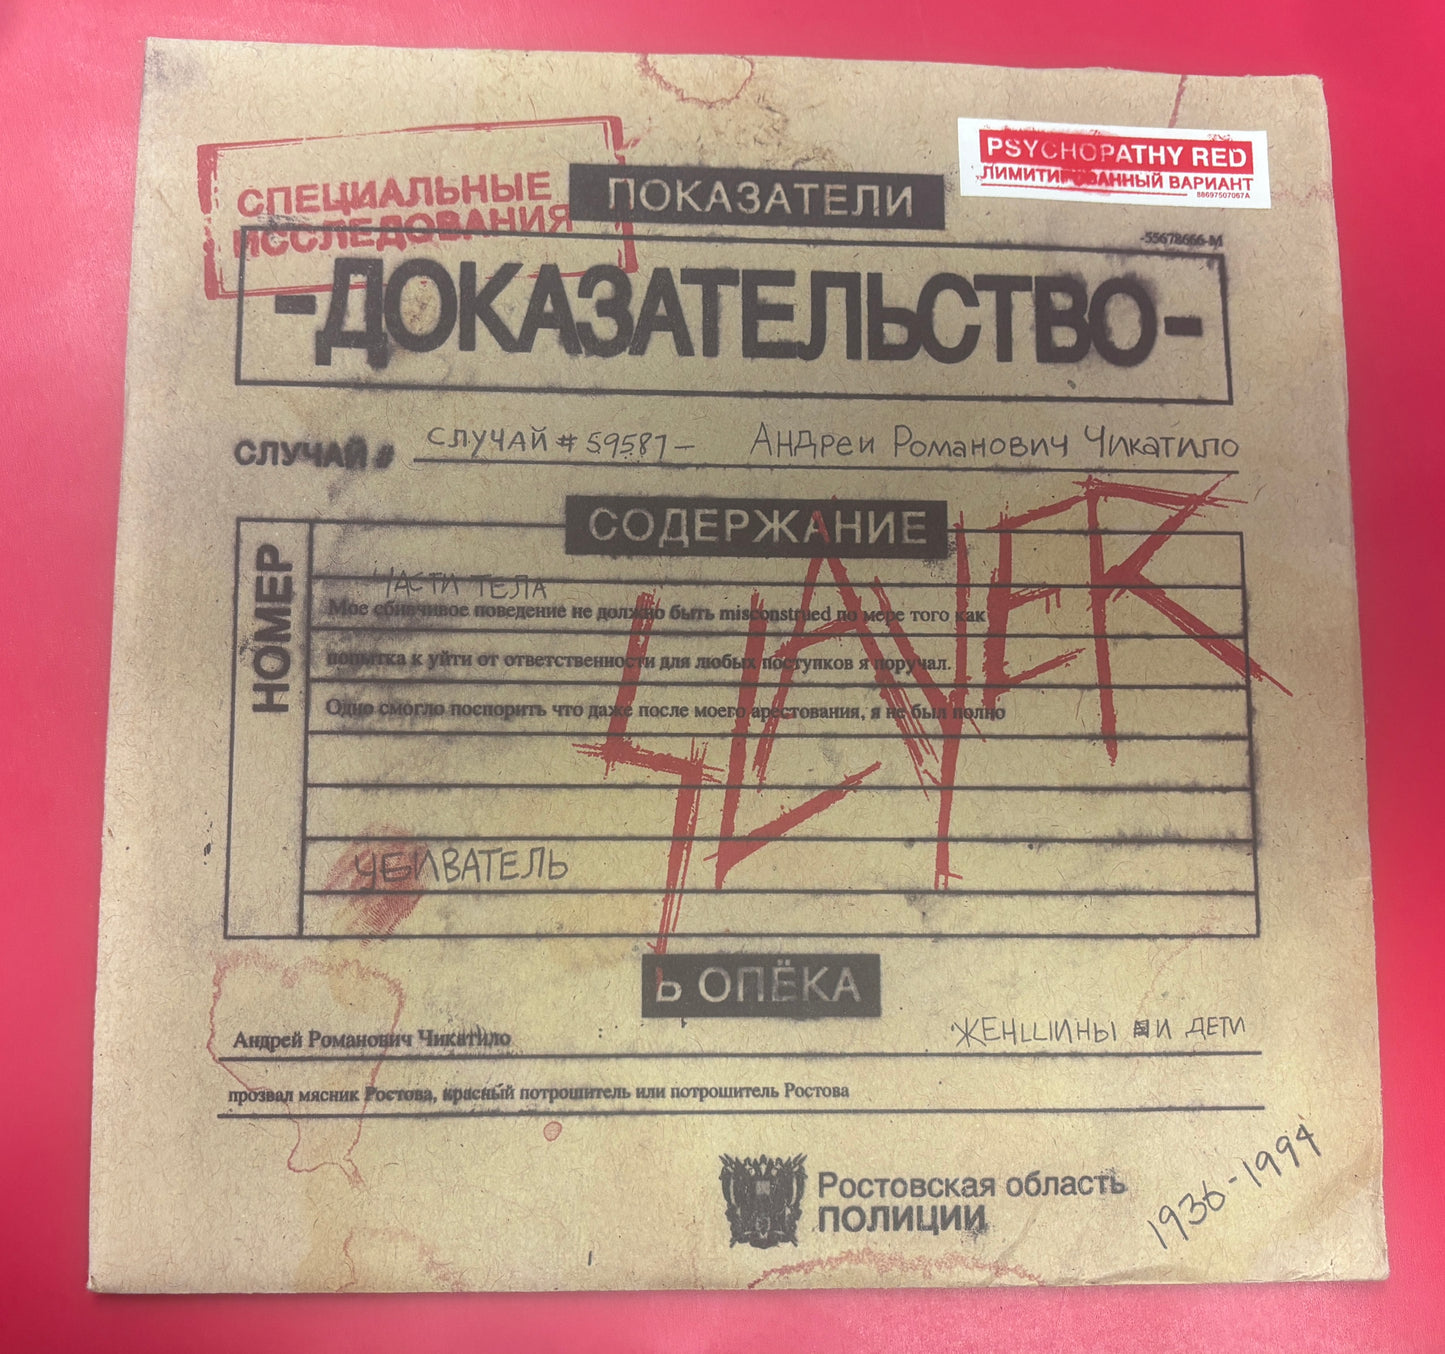 PSYCHOPATHY RED
ЛИМИТИРОВАННЫЙ ВАРИАНТ
88697507067A
СПЕЦИАЛЬНЫЕ
ИССЛЕДОВАНИЯ
ПОКАЗАТЕЛИ
-55678666-M
-ДОКАЗАТЕЛЬСТВО-
СЛУЧАЙ # СЛУЧАЙ # 59581- Андреи Романович Чикатило
СОДЕРЖАНИЕ
НОМЕР
SLAYER
ЧАСТИ ТЕЛА
Мое сбивчивое поведение не должно быть misconstrued по мере того как
попытка к уйти от ответственности для любых поступков я поручал.
Одно смогло поспорить что даже после моего арестования, я не был полно
УБИВАТЕЛЬ
Ь ОПЁКА
Андрей Романович Чикатило ЖЕНШИНЫ И ДЕТИ
прозвал мясник Ростова, красный потрошитель или потрошитель Ростова
Ростовская область
ПОЛИЦИИ
1936-1994